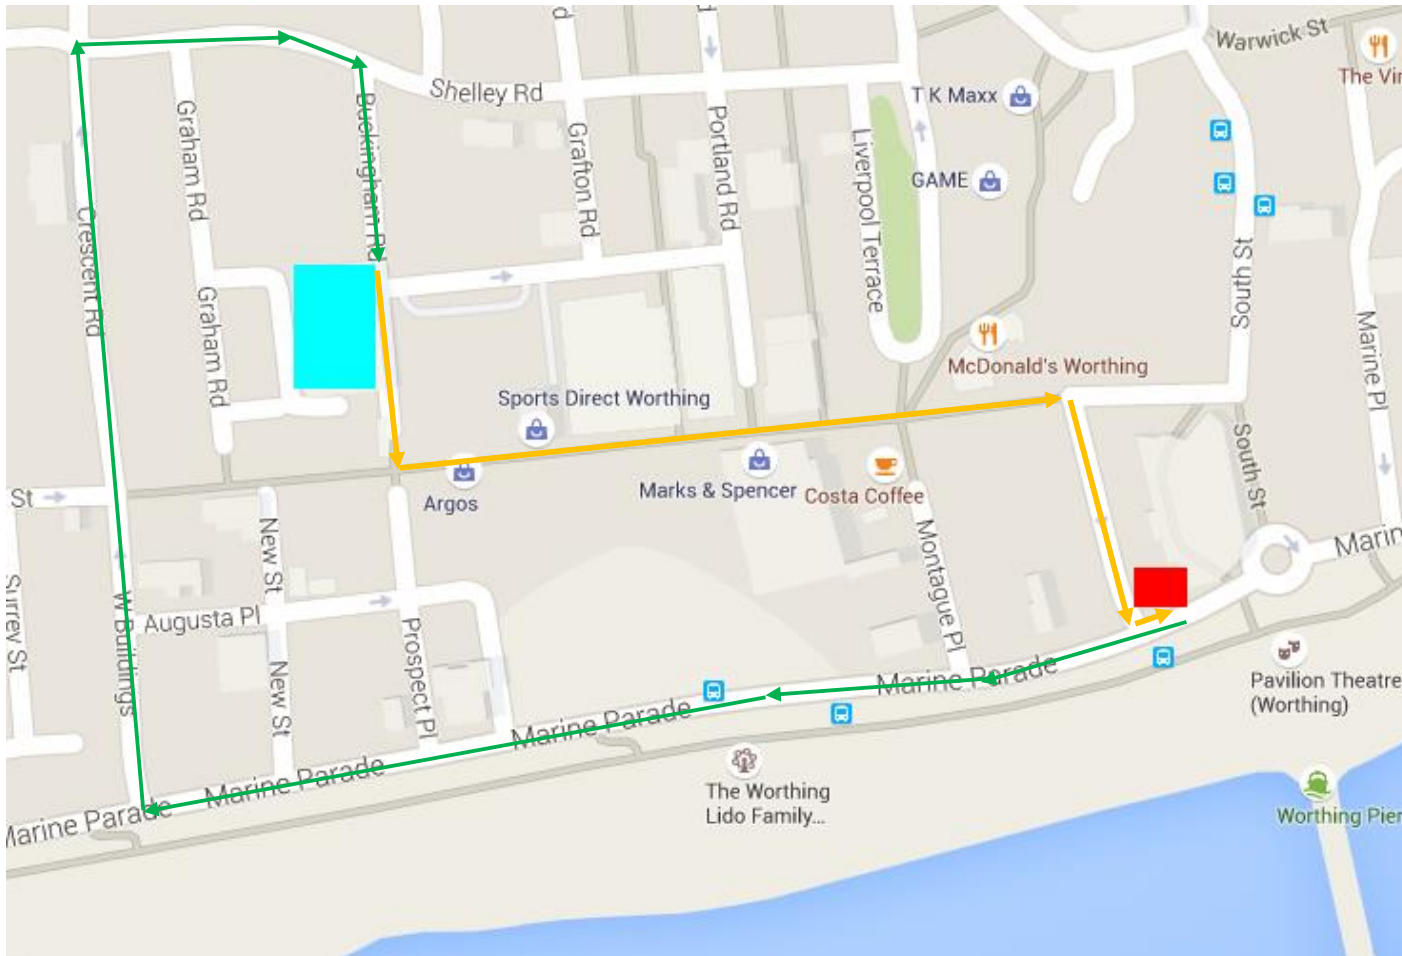 d
d
Warwick St
The Vin
Shelley Rd
T K Maxx
Graham Rd
Buckingham Rd
Grafton Rd
Portland Rd
Liverpool Terrace
GAME
Crescent Rd
Graham Rd
South St
Marine Pl
McDonald's Worthing
Sports Direct Worthing
South St
St
Argos
Marks & Spencer
Costa Coffee
New St
Montague Pl
Marin
Surrey St
W Buildings
Augusta Pl
Prospect Pl
New St
Marine Parade
Marine Parade
Marine Parade
Marine Parade
Pavilion Theatre
(Worthing)
The Worthing
Lido Family...
Worthing Pier